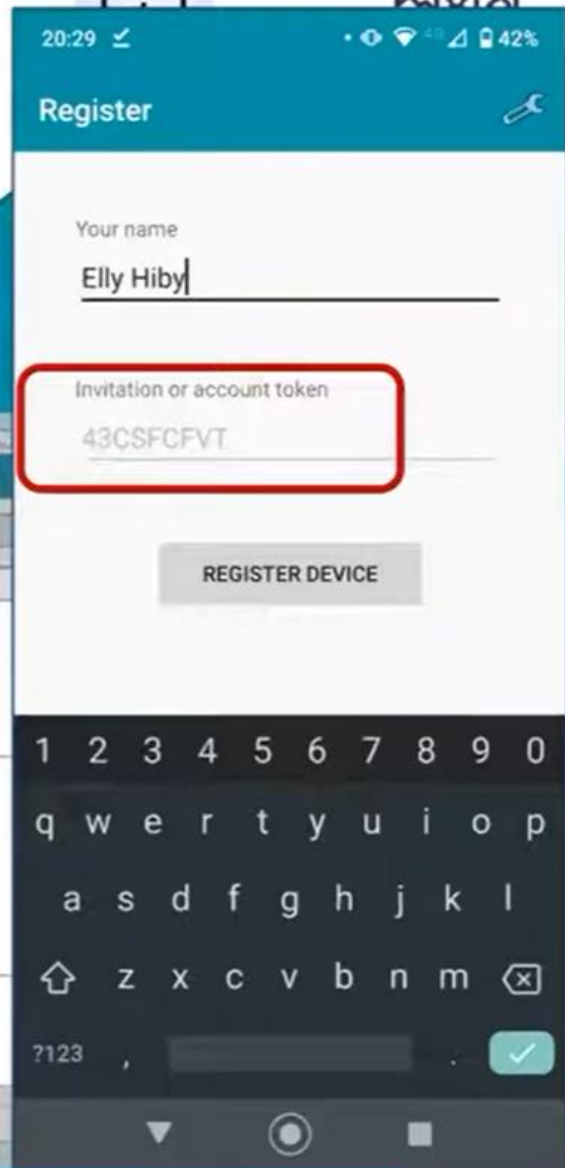 20:29 4G 42%
Register
Your name
Elly Hiby
Invitation or account token
43CSFCFVT
REGISTER DEVICE
1 2 3 4 5 6 7 8 9 0
q w e r t y u i o p
a s d f g h j k l
z x c v b n m
?123 , .